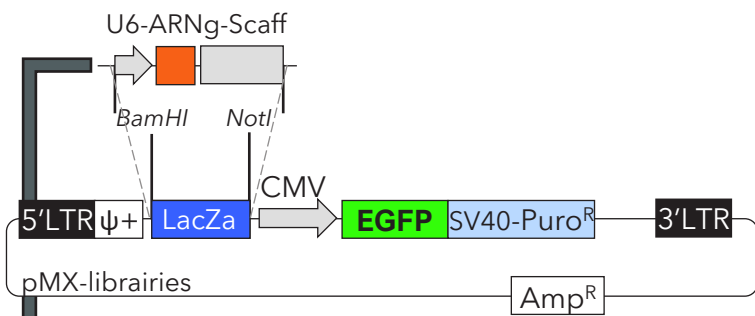 U6-ARNg-Scaff
BamHI NotI
CMV
5'LTR ψ+ LacZa EGFP SV40-Puro^R 3'LTR
pMX-librairies
Amp^R